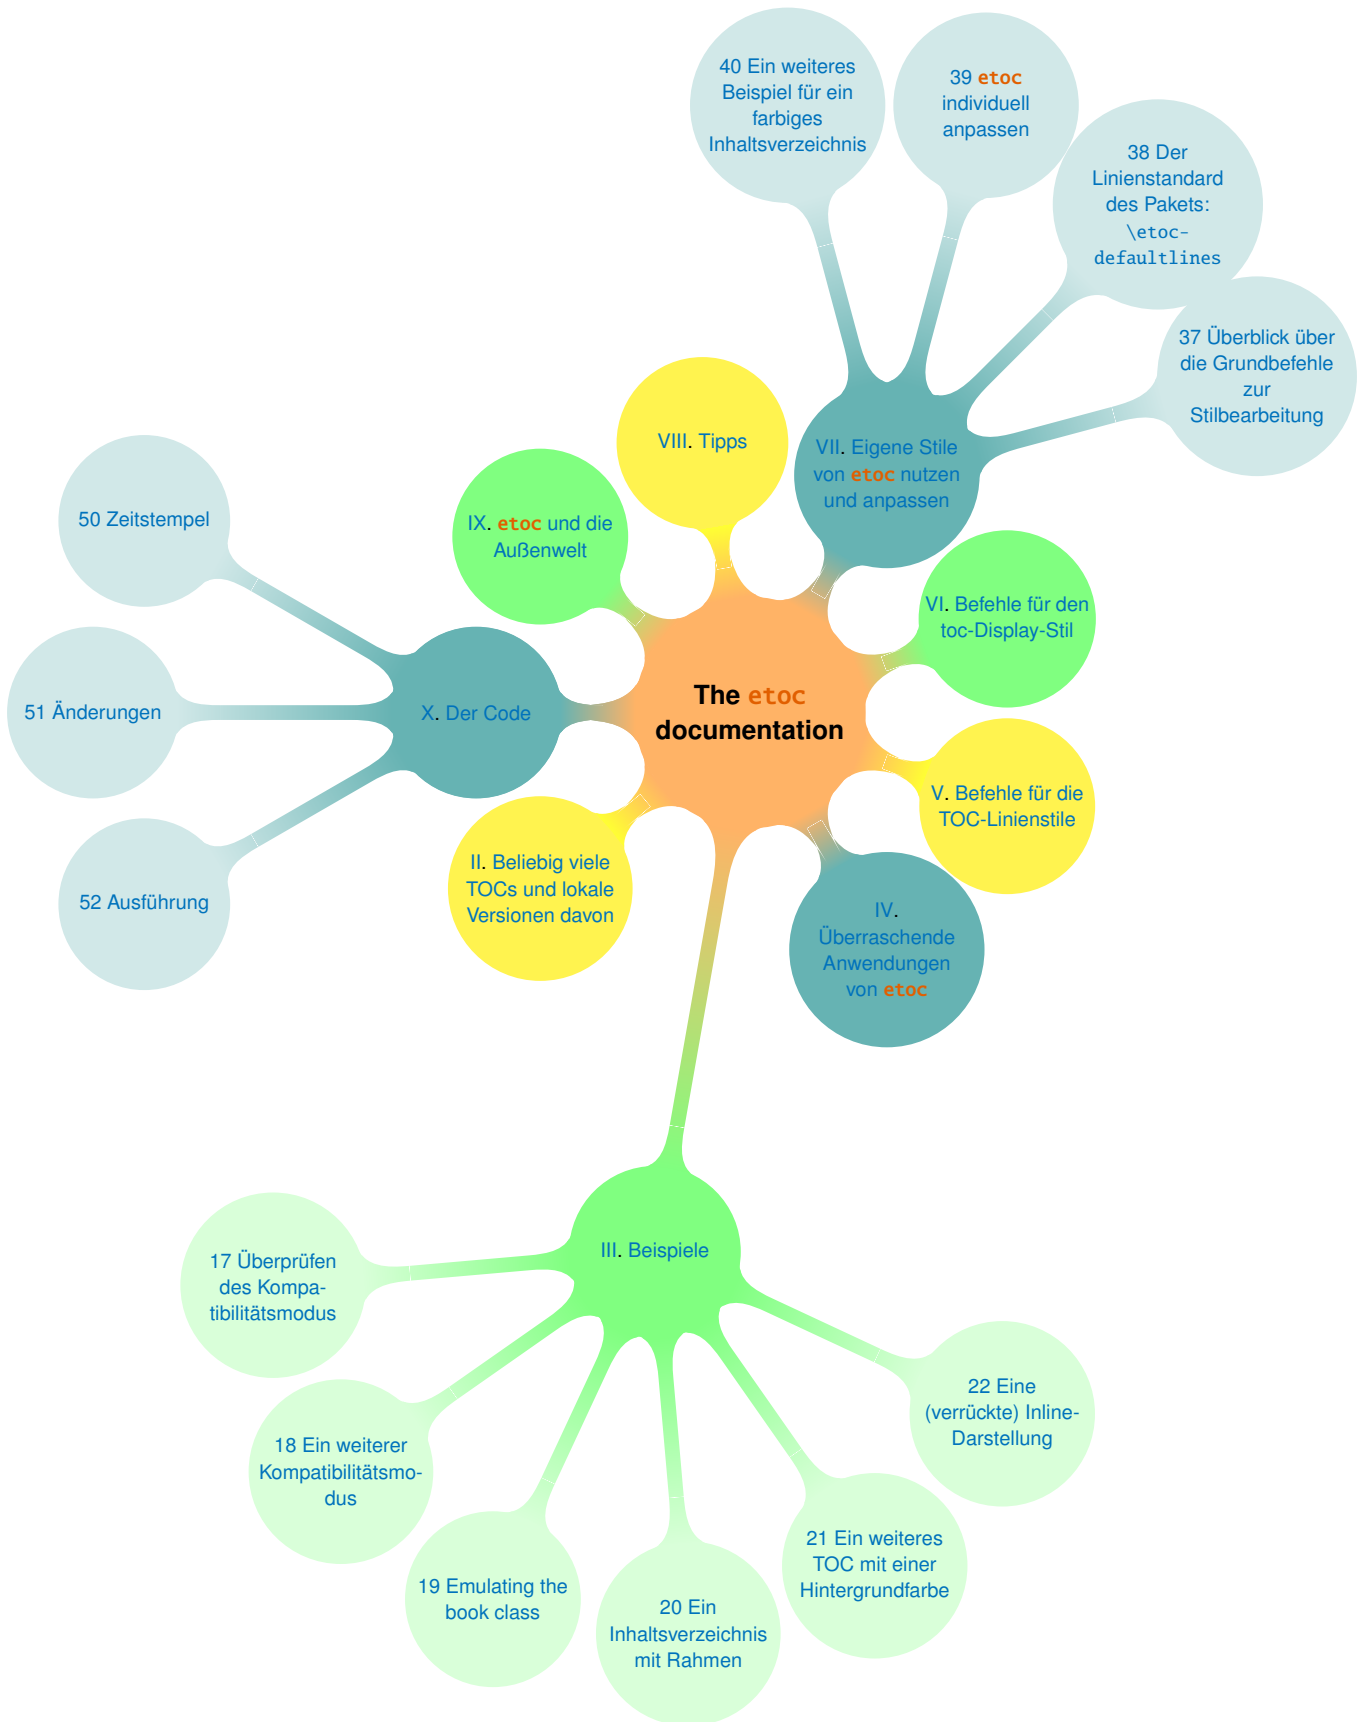 40 Ein weiteres
Beispiel für ein
farbiges
Inhaltsverzeichnis
39 etoc
individuell
anpassen
38 Der
Linienstandard
des Pakets:
\etoc-
defaultlines
37 Überblick über
die Grundbefehle
zur
Stilbearbeitung
VIII. Tipps
VII. Eigene Stile
von etoc nutzen
und anpassen
IX. etoc und die
Außenwelt
50 Zeitstempel
VI. Befehle für den
toc-Display-Stil
51 Änderungen
X. Der Code
The etoc
documentation
V. Befehle für die
TOC-Linienstile
52 Ausführung
II. Beliebig viele
TOCs und lokale
Versionen davon
IV.
Überraschende
Anwendungen
von etoc
III. Beispiele
17 Überprüfen
des Kompa-
tibilitätsmodus
18 Ein weiterer
Kompatibilitätsmo-
dus
19 Emulating the
book class
20 Ein
Inhaltsverzeichnis
mit Rahmen
21 Ein weiteres
TOC mit einer
Hintergrundfarbe
22 Eine
(verrückte) Inline-
Darstellung